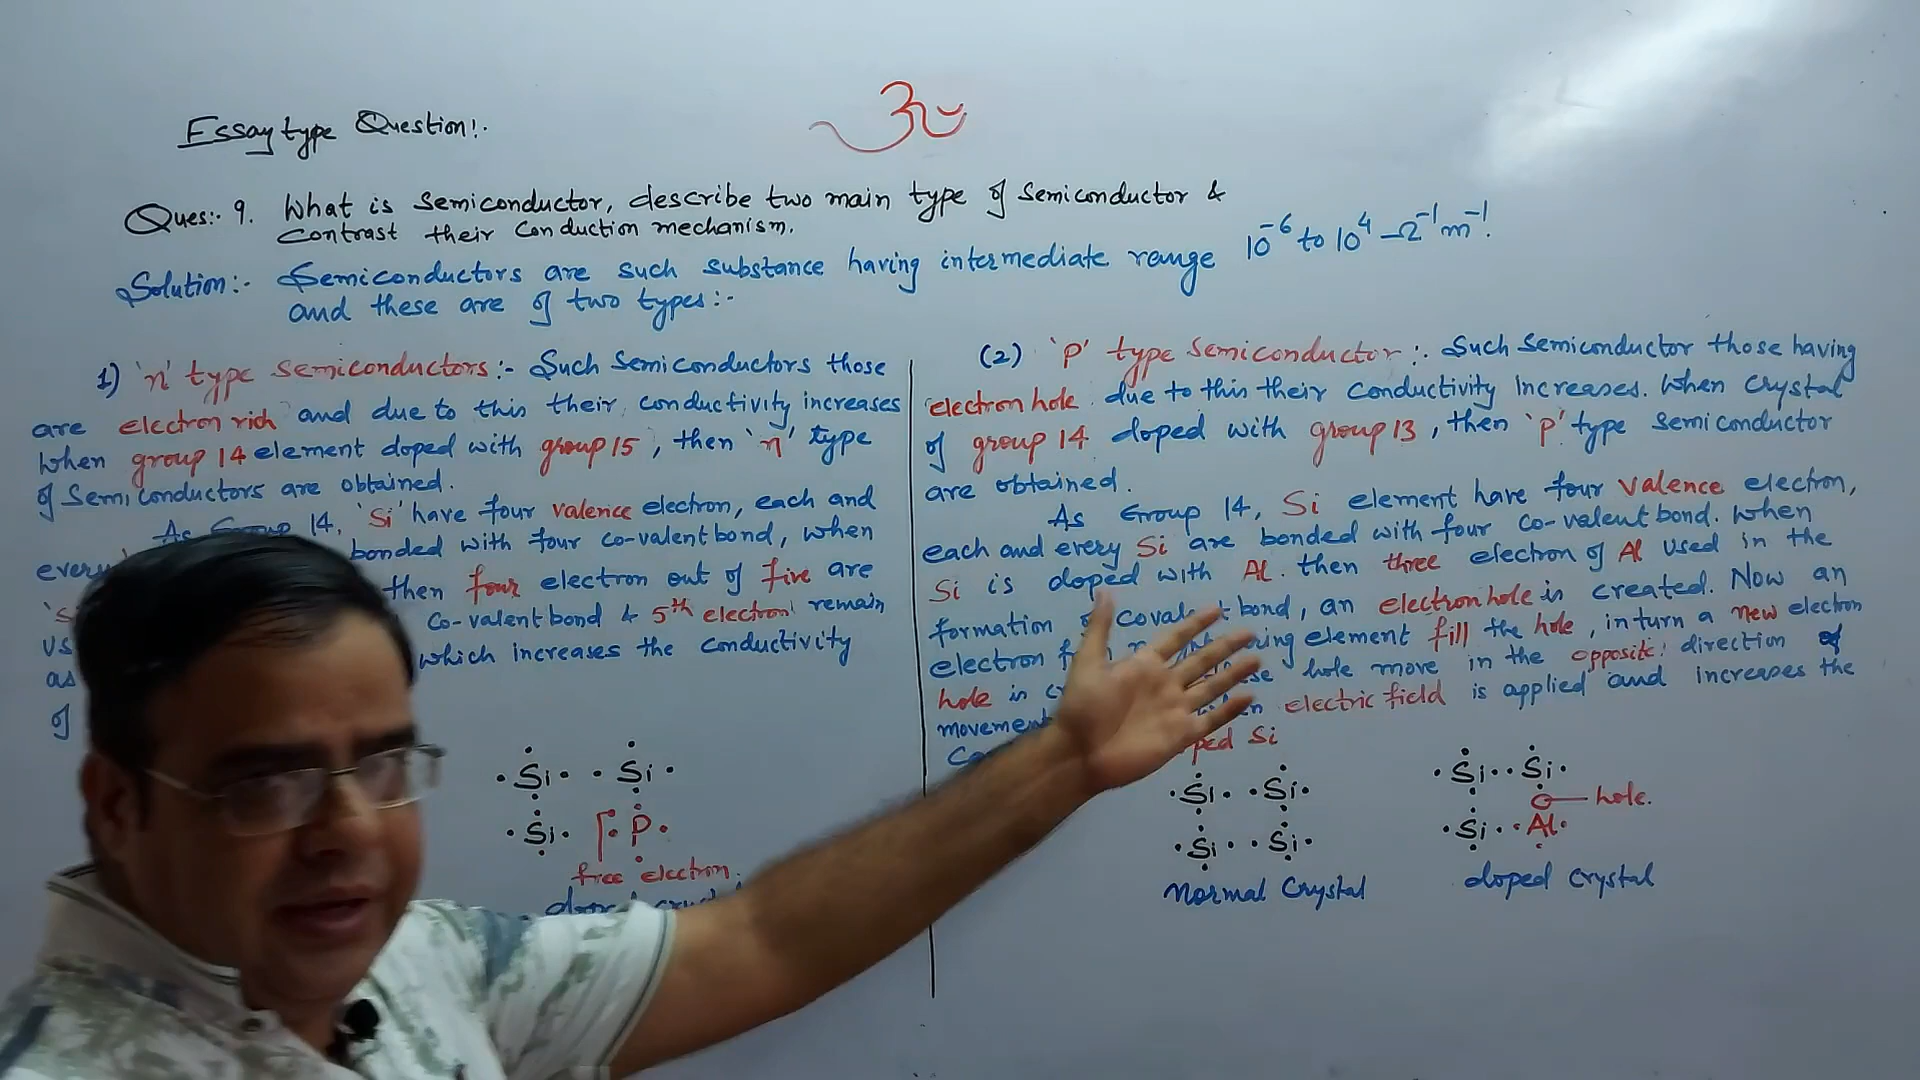 ॐ
Essay type Question:-
Ques:- 9. What is Semiconductor, describe two main type of Semiconductor &
Contrast their Conduction mechanism.
Solution:- Semiconductors are such substance having intermediate range 10⁻⁶ to 10⁴ Ω⁻¹ m⁻¹.
and these are of two types:-
1) 'n' type Semiconductors:- Such Semiconductors those
are electron rich and due to this their conductivity increases
When group 14 element doped with group 15, then 'n' type
of Semiconductors are obtained.
As Group 14, 'Si' have four valence electron, each and
every bonded with four co-valent bond, when
then four electron out of five are
Co-valent bond & 5th electron remain
as which increases the conductivity
of
•Si• •Si•
•Si• [•P•
free electron
(2) 'P' type Semiconductor:- Such Semiconductor those having
electron hole due to this their Conductivity increases. When Crystal
of group 14 doped with group 13, then 'P' type Semiconductor
are obtained.
As Group 14, Si element have four Valence electron,
each and every Si are bonded with four Co-valent bond. When
Si is doped with Al. then three electron of Al used in the
formation bond, an electron hole is created. Now an
electron element fill the hole, in turn a new electron
hole in hole move in the opposite direction of
movement electric field is applied and increases the
Si
•Si• •Si•
•Si• •Si•
Normal Crystal
•Si• •Si•
O — hole.
•Si• •Al•
doped Crystal